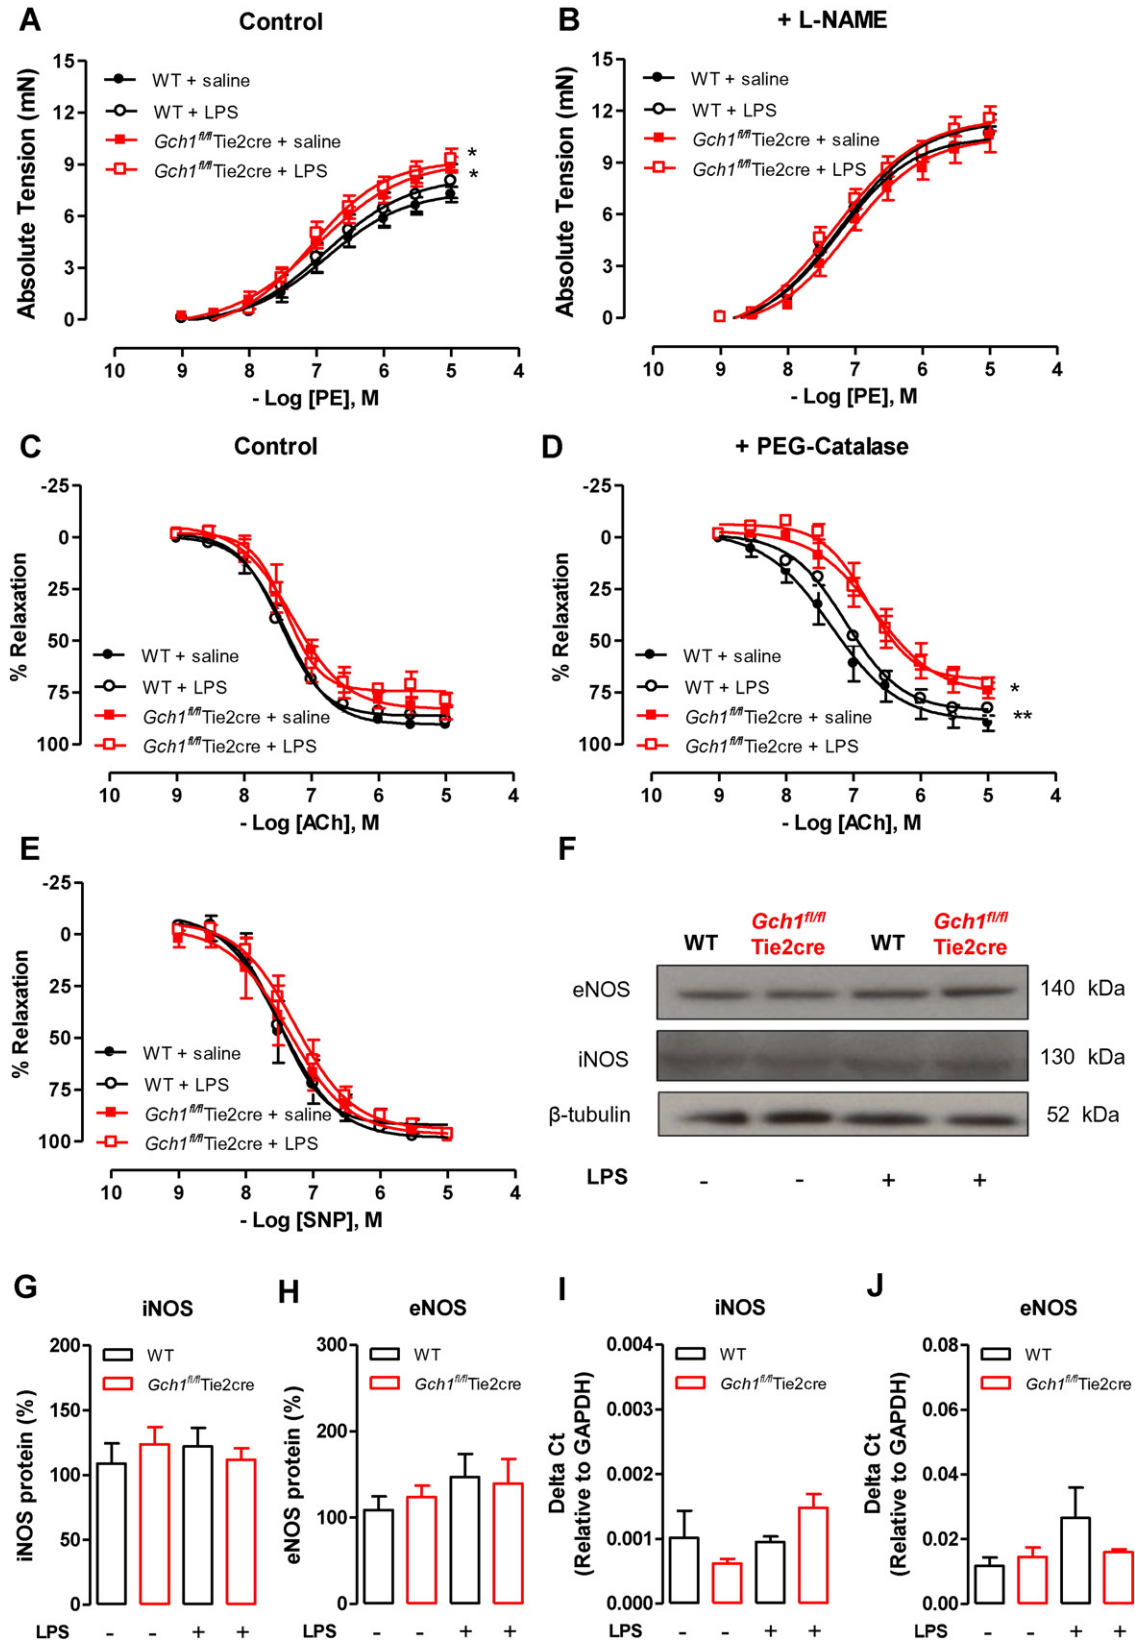 A
Control
15
12
9
6
3
0
Absolute Tension (mN)
WT + saline
WT + LPS
Gch1fl/flTie2cre + saline
Gch1fl/flTie2cre + LPS
*
*
10 9 8 7 6 5 4
- Log [PE], M
B
+ L-NAME
15
12
9
6
3
0
Absolute Tension (mN)
WT + saline
WT + LPS
Gch1fl/flTie2cre + saline
Gch1fl/flTie2cre + LPS
10 9 8 7 6 5 4
- Log [PE], M
C
Control
-25
0
25
50
75
100
% Relaxation
WT + saline
WT + LPS
Gch1fl/flTie2cre + saline
Gch1fl/flTie2cre + LPS
10 9 8 7 6 5 4
- Log [ACh], M
D
+ PEG-Catalase
-25
0
25
50
75
100
% Relaxation
WT + saline
WT + LPS
Gch1fl/flTie2cre + saline
Gch1fl/flTie2cre + LPS
*
**
10 9 8 7 6 5 4
- Log [ACh], M
E
-25
0
25
50
75
100
% Relaxation
WT + saline
WT + LPS
Gch1fl/flTie2cre + saline
Gch1fl/flTie2cre + LPS
10 9 8 7 6 5 4
- Log [SNP], M
F
WT Gch1fl/fl WT Gch1fl/fl
Tie2cre Tie2cre
eNOS 140 kDa
iNOS 130 kDa
β-tubulin 52 kDa
LPS - - + +
G
iNOS
200
150
100
50
0
iNOS protein (%)
WT
Gch1fl/flTie2cre
LPS - - + +
H
eNOS
300
200
100
0
eNOS protein (%)
WT
Gch1fl/flTie2cre
LPS - - + +
I
iNOS
0.004
0.003
0.002
0.001
0.000
Delta Ct
(Relative to GAPDH)
WT
Gch1fl/flTie2cre
LPS - - + +
J
eNOS
0.08
0.06
0.04
0.02
0.00
Delta Ct
(Relative to GAPDH)
WT
Gch1fl/flTie2cre
LPS - - + +